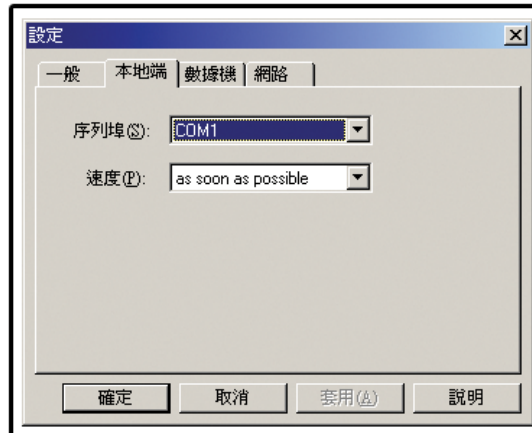 設定
一般 本地端 數據機 網路
序列埠(S): COM1
速度(P): as soon as possible
確定 取消 套用(A) 說明